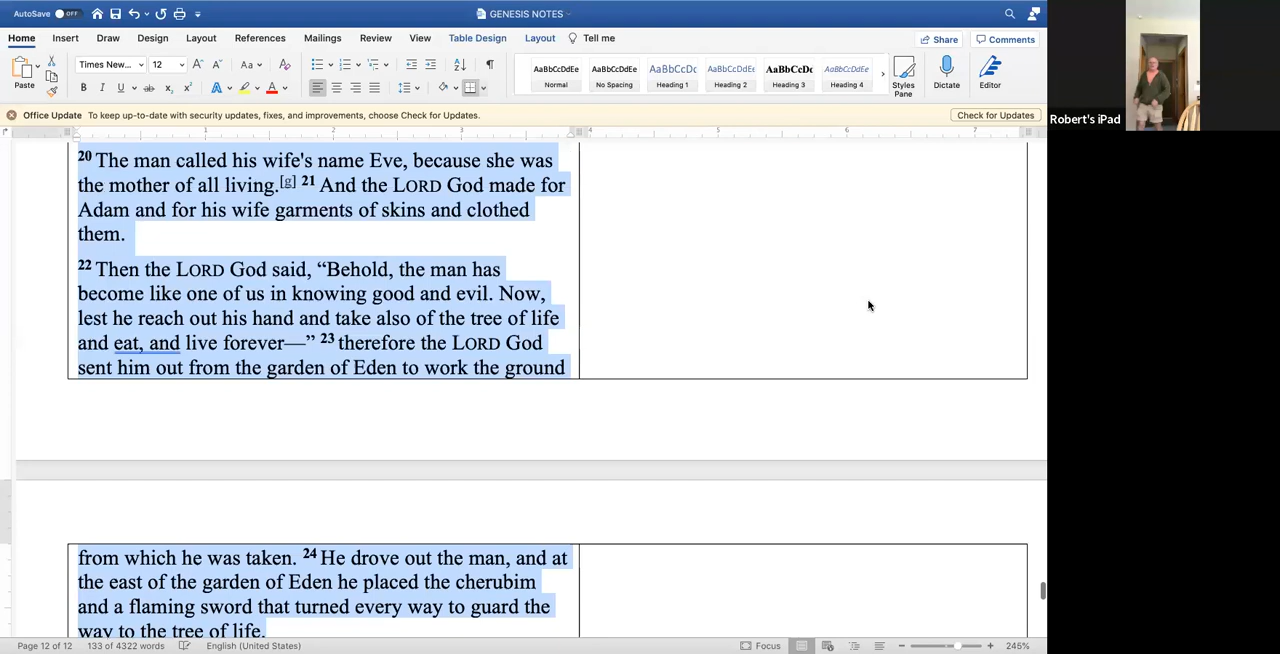 AutoSave OFF GENESIS NOTES
Home Insert Draw Design Layout References Mailings Review View Table Design Layout Tell me Share Comments
Paste Times New... 12 Aa AaBbCcDdEe Normal AaBbCcDdEe No Spacing AaBbCcDc Heading 1 AaBbCcDdEe Heading 2 AaBbCcDc Heading 3 AaBbCcDdEe Heading 4 Styles Pane Dictate Editor
Office Update To keep up-to-date with security updates, fixes, and improvements, choose Check for Updates. Check for Updates
1 2 3 4 5 6 7
20 The man called his wife's name Eve, because she was
the mother of all living.[g] 21 And the LORD God made for
Adam and for his wife garments of skins and clothed
them.
22 Then the LORD God said, “Behold, the man has
become like one of us in knowing good and evil. Now,
lest he reach out his hand and take also of the tree of life
and eat, and live forever—” 23 therefore the LORD God
sent him out from the garden of Eden to work the ground
from which he was taken. 24 He drove out the man, and at
the east of the garden of Eden he placed the cherubim
and a flaming sword that turned every way to guard the
way to the tree of life.
Page 12 of 12 133 of 4322 words English (United States) Focus 245%
Robert's iPad